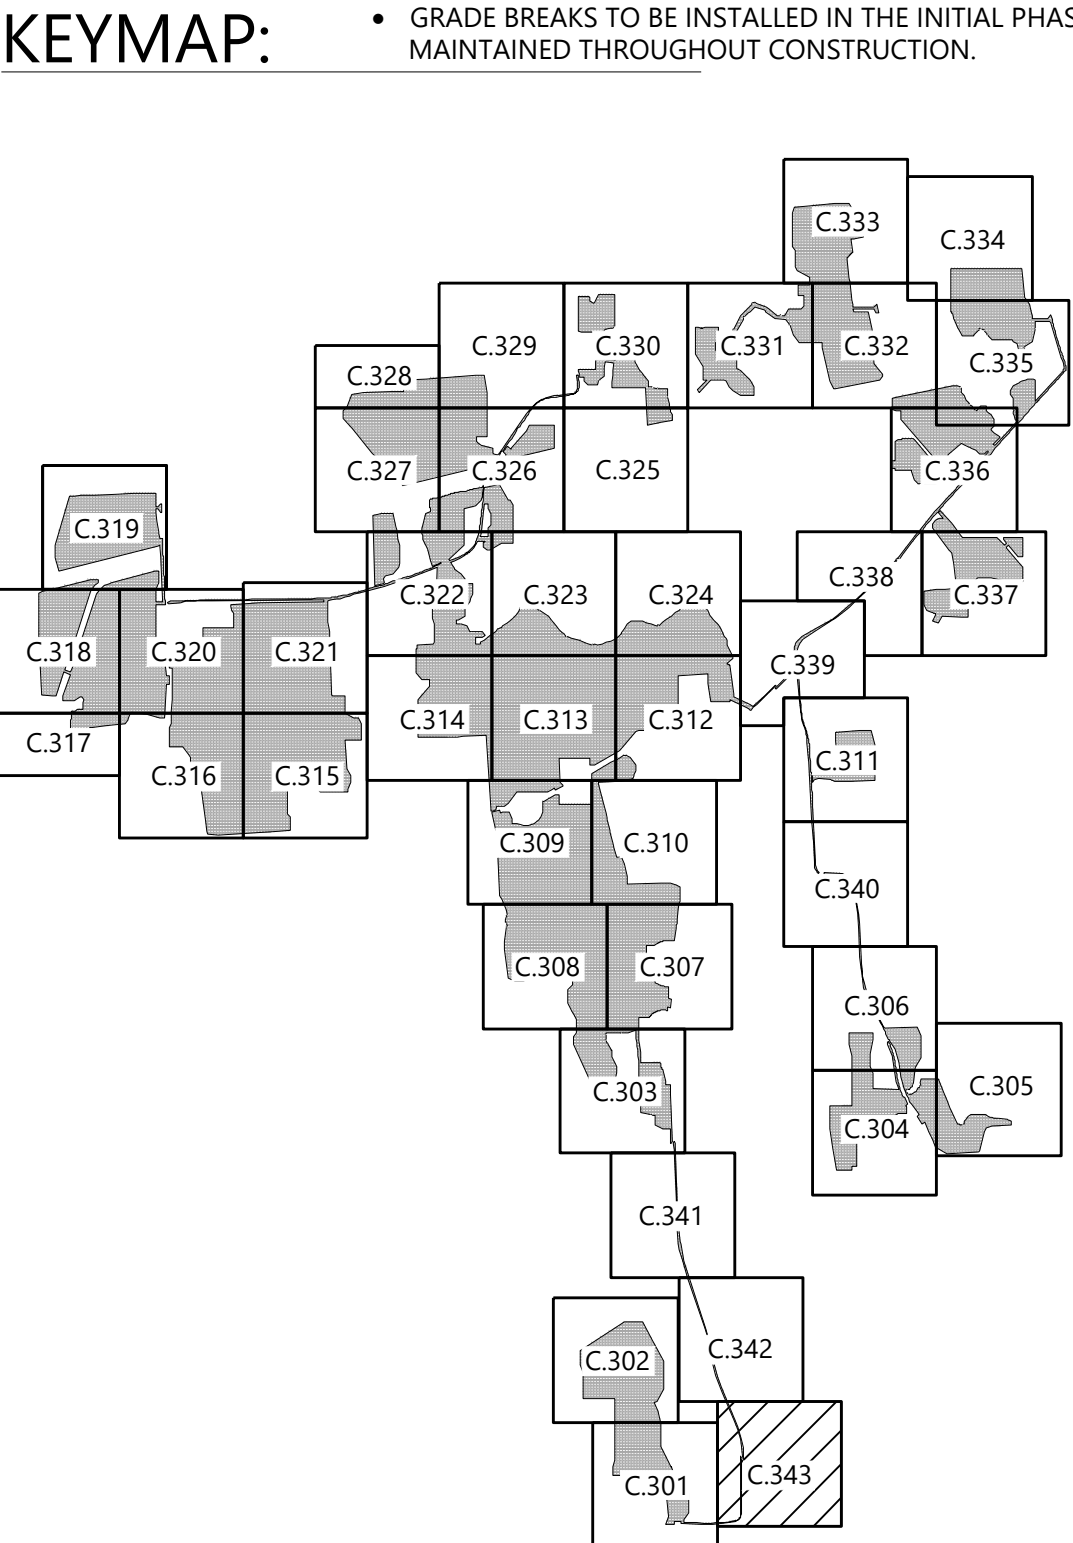 KEYMAP:
• GRADE BREAKS TO BE INSTALLED IN THE INITIAL PHAS
MAINTAINED THROUGHOUT CONSTRUCTION.
C.333
C.334
C.329
C.330
C.331
C.332
C.335
C.328
C.327
C.326
C.325
C.336
C.319
C.338
C.337
C.322
C.323
C.324
C.318
C.320
C.321
C.339
C.314
C.313
C.312
C.317
C.316
C.315
C.311
C.309
C.310
C.340
C.308
C.307
C.306
C.303
C.305
C.304
C.341
C.342
C.302
C.301
C.343